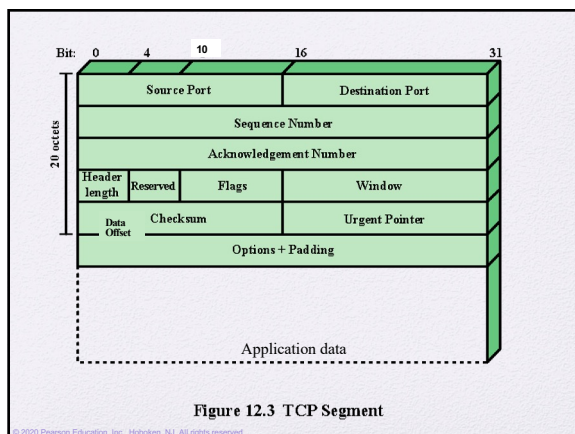 Bit: 0 4 10 16 31
20 octets
Source Port Destination Port
Sequence Number
Acknowledgement Number
Header
length
Reserved Flags Window
Data
Offset
Checksum Urgent Pointer
Options + Padding
Application data
Figure 12.3 TCP Segment
© 2020 Pearson Education, Inc., Hoboken, NJ. All rights reserved.